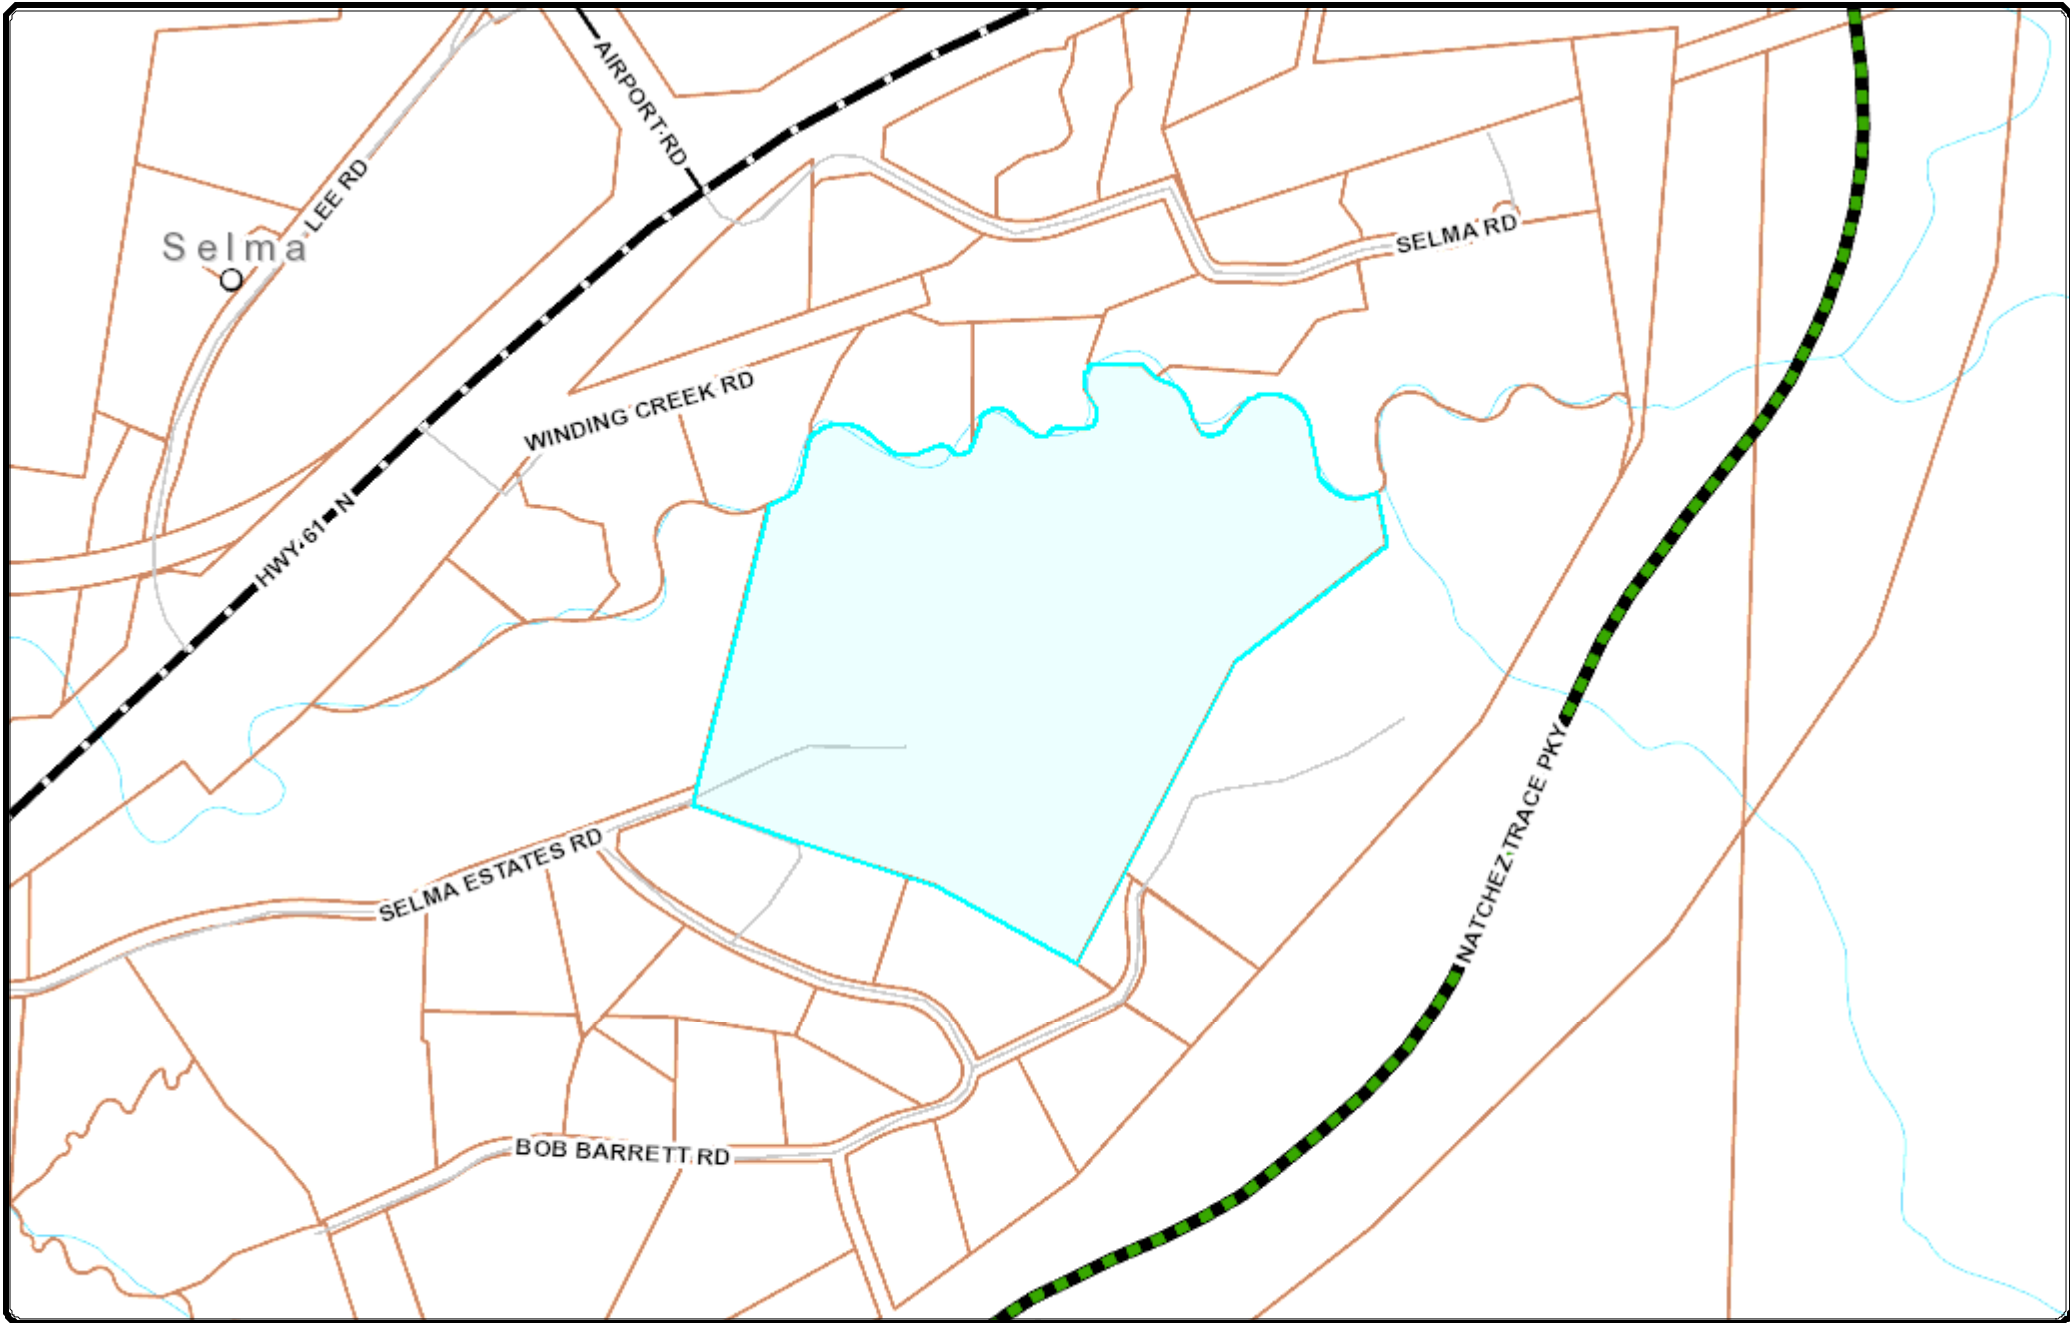 AIRPORT RD
LEE RD
Selma
SELMA RD
WINDING CREEK RD
HWY 61 N
NATCHEZ TRACE PKY
SELMA ESTATES RD
BOB BARRETT RD